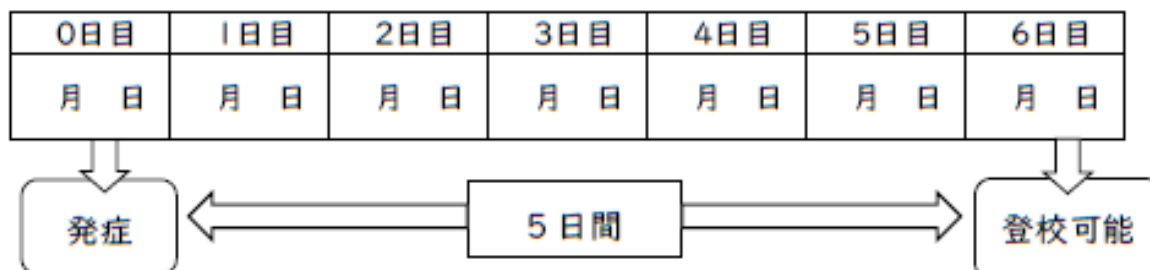 0日目 1日目 2日目 3日目 4日目 5日目 6日目
月 日 月 日 月 日 月 日 月 日 月 日 月 日
発症 5日間 登校可能